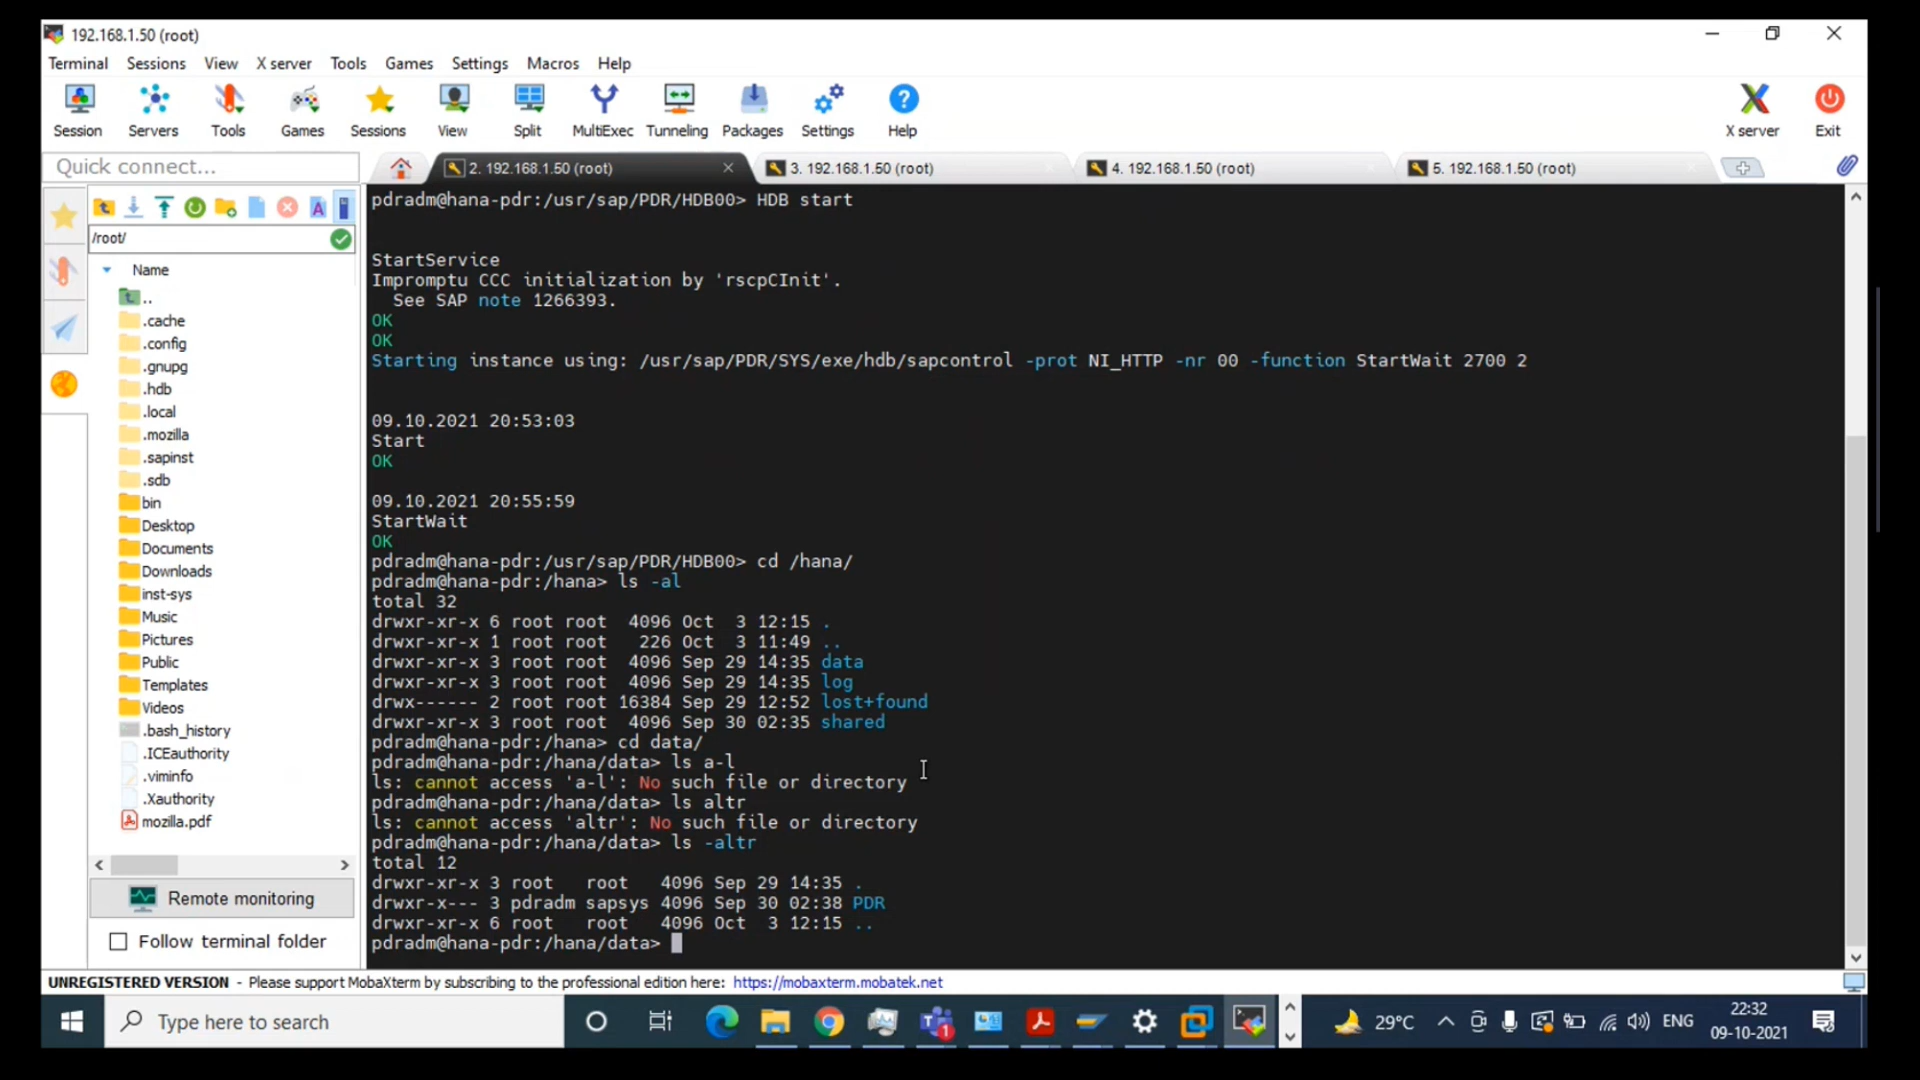 192.168.1.50 (root)
Terminal Sessions View X server Tools Games Settings Macros Help
Session Servers Tools Games Sessions View Split MultiExec Tunneling Packages Settings Help X server Exit
Quick connect... 2. 192.168.1.50 (root) 3. 192.168.1.50 (root) 4. 192.168.1.50 (root) 5. 192.168.1.50 (root)
/root/
Name
..
.cache
.config
.gnupg
.hdb
.local
.mozilla
.sapinst
.sdb
bin
Desktop
Documents
Downloads
inst-sys
Music
Pictures
Public
Templates
Videos
.bash_history
.ICEauthority
.viminfo
.Xauthority
mozilla.pdf
Remote monitoring
Follow terminal folder
pdradm@hana-pdr:/usr/sap/PDR/HDB00> HDB start
StartService
Impromptu CCC initialization by 'rscpCInit'.
See SAP note 1266393.
OK
OK
Starting instance using: /usr/sap/PDR/SYS/exe/hdb/sapcontrol -prot NI_HTTP -nr 00 -function StartWait 2700 2
09.10.2021 20:53:03
Start
OK
09.10.2021 20:55:59
StartWait
OK
pdradm@hana-pdr:/usr/sap/PDR/HDB00> cd /hana/
pdradm@hana-pdr:/hana> ls -al
total 32
drwxr-xr-x 6 root root 4096 Oct 3 12:15 .
drwxr-xr-x 1 root root 226 Oct 3 11:49 ..
drwxr-xr-x 3 root root 4096 Sep 29 14:35 data
drwxr-xr-x 3 root root 4096 Sep 29 14:35 log
drwx------ 2 root root 16384 Sep 29 12:52 lost+found
drwxr-xr-x 3 root root 4096 Sep 30 02:35 shared
pdradm@hana-pdr:/hana> cd data/
pdradm@hana-pdr:/hana/data> ls a-l
ls: cannot access 'a-l': No such file or directory
pdradm@hana-pdr:/hana/data> ls altr
ls: cannot access 'altr': No such file or directory
pdradm@hana-pdr:/hana/data> ls -altr
total 12
drwxr-xr-x 3 root root 4096 Sep 29 14:35 .
drwxr-x--- 3 pdradm sapsys 4096 Sep 30 02:38 PDR
drwxr-xr-x 6 root root 4096 Oct 3 12:15 ..
pdradm@hana-pdr:/hana/data>
UNREGISTERED VERSION - Please support MobaXterm by subscribing to the professional edition here: https://mobaxterm.mobatek.net
Type here to search 1 29°C ENG 22:32
09-10-2021